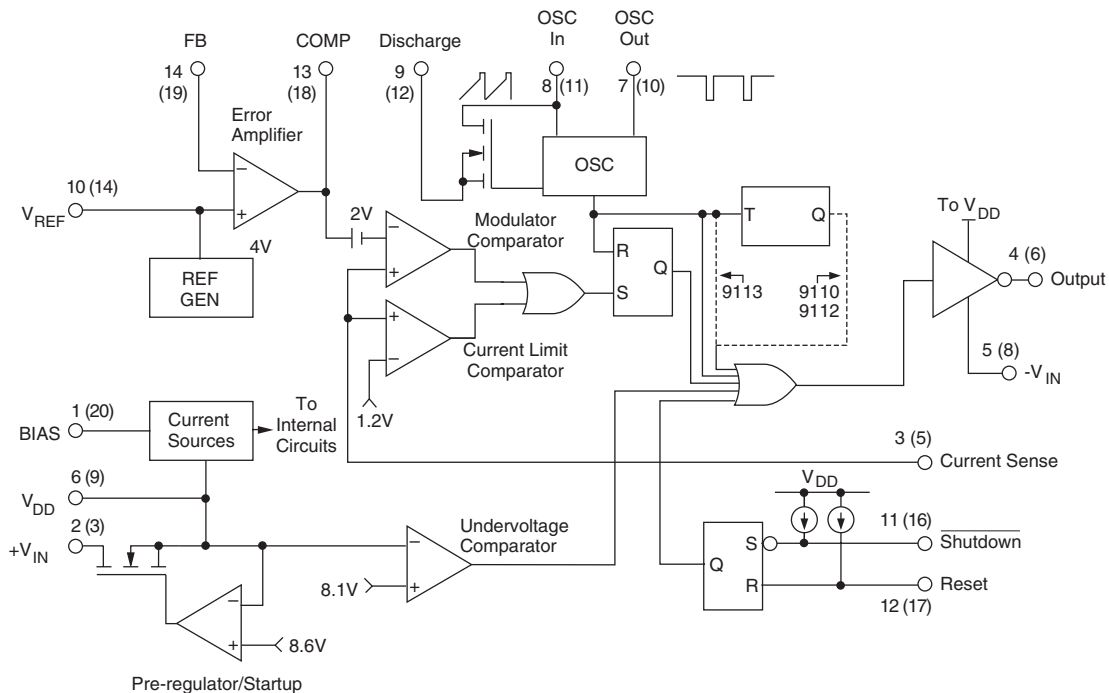 FB
COMP
Discharge
OSC
In
OSC
Out
14
(19)
13
(18)
9
(12)
8 (11)
7 (10)
Error
Amplifier
−
+
10 (14)
VREF
4V
REF
GEN
OSC
2V
Modulator
Comparator
−
+
+
−
Current Limit
Comparator
1.2V
R
S
Q
T
Q
9113
9110
9112
To VDD
4 (6)
Output
5 (8)
-VIN
1 (20)
BIAS
Current
Sources
To
Internal
Circuits
3 (5)
Current Sense
6 (9)
VDD
2 (3)
+VIN
Undervoltage
Comparator
−
+
8.1V
−
+
8.6V
Pre-regulator/Startup
VDD
Q
S
R
11 (16)
Shutdown
Reset
12 (17)